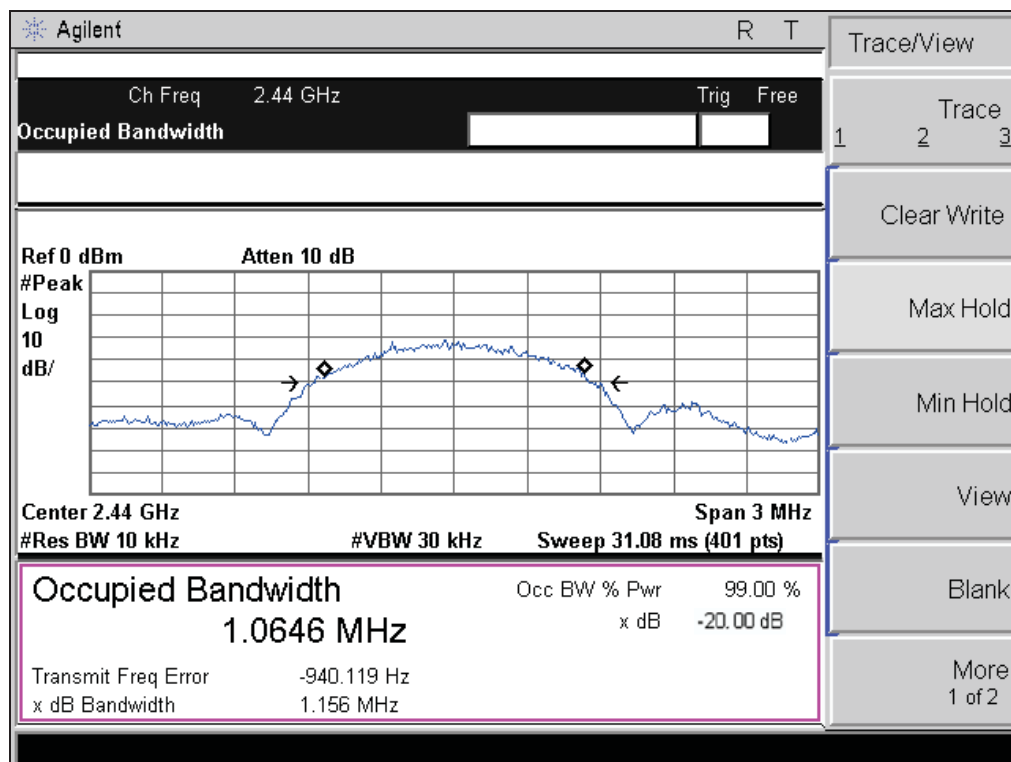 Agilent R T
Ch Freq 2.44 GHz Trig Free
Occupied Bandwidth
Ref 0 dBm Atten 10 dB
#Peak
Log
10
dB/
Center 2.44 GHz Span 3 MHz
#Res BW 10 kHz #VBW 30 kHz Sweep 31.08 ms (401 pts)
Occupied Bandwidth Occ BW % Pwr 99.00 %
1.0646 MHz x dB -20.00 dB
Transmit Freq Error -940.119 Hz
x dB Bandwidth 1.156 MHz
Trace/View
Trace
1 2 3
Clear Write
Max Hold
Min Hold
View
Blank
More
1 of 2